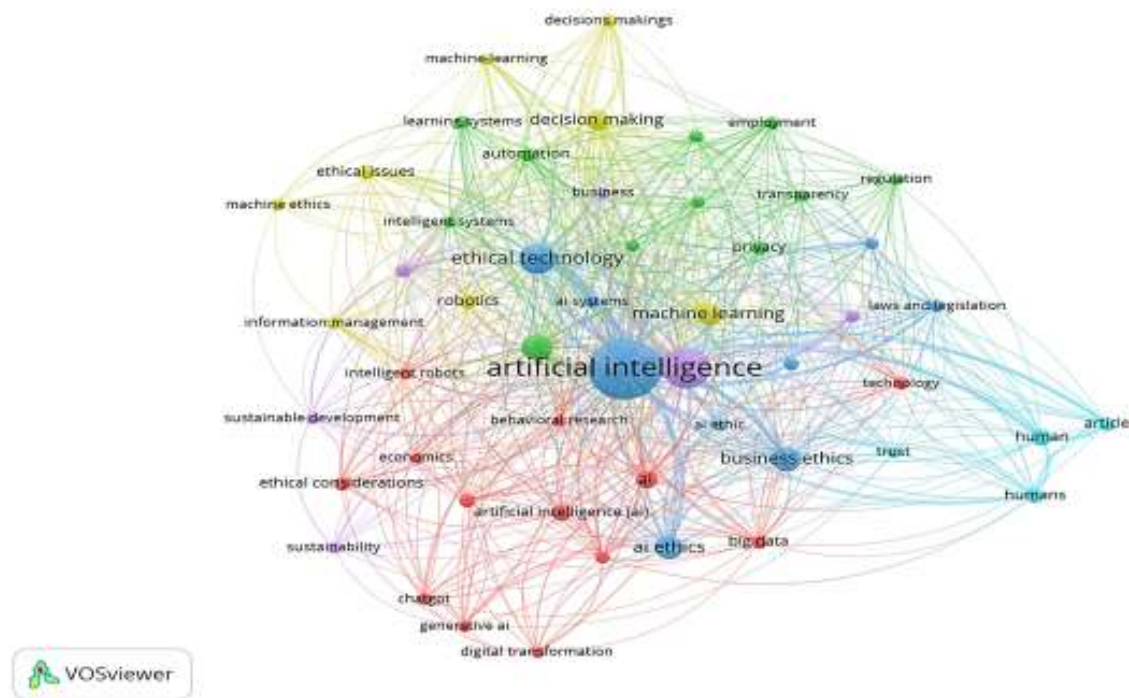 decisions makings
machine-learning
learning systems
decision making
employment
automation
ethical issues
business
transparency
regulation
machine ethics
intelligent systems
privacy
ethical technology
robotics
ai systems
machine learning
laws and legislation
information management
artificial intelligence
intelligent robots
technology
sustainable development
behavioral research
ai ethic
article
human
trust
economics
business ethics
ethical considerations
ai
humans
artificial intelligence (ai)
sustainability
ai ethics
big data
chatgpt
generative ai
digital transformation
VOSviewer